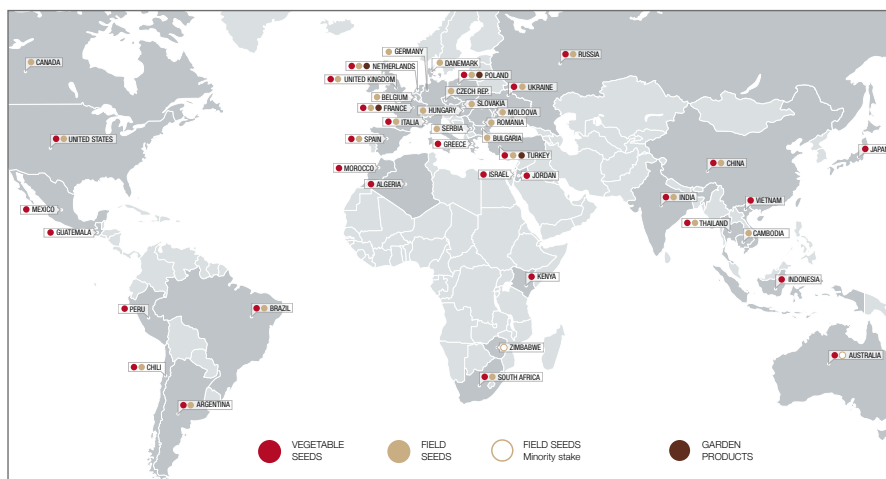 CANADA
GERMANY
DANEMARK
RUSSIA
NETHERLANDS
POLAND
UNITED KINGDOM
UKRAINE
CZECH REP.
BELGIUM
SLOVAKIA
FRANCE
HUNGARY
MOLDOVA
ITALIA
ROMANIA
SERBIA
UNITED STATES
SPAIN
BULGARIA
GREECE
JAPAN
TURKEY
CHINA
MOROCCO
ISRAEL
JORDAN
ALGERIA
INDIA
VIETNAM
MEXICO
THAILAND
GUATEMALA
CAMBODIA
KENYA
INDONESIA
PERU
BRAZIL
ZIMBABWE
AUSTRALIA
CHILI
SOUTH AFRICA
ARGENTINA
VEGETABLE
SEEDS
FIELD
SEEDS
FIELD SEEDS
Minority stake
GARDEN
PRODUCTS